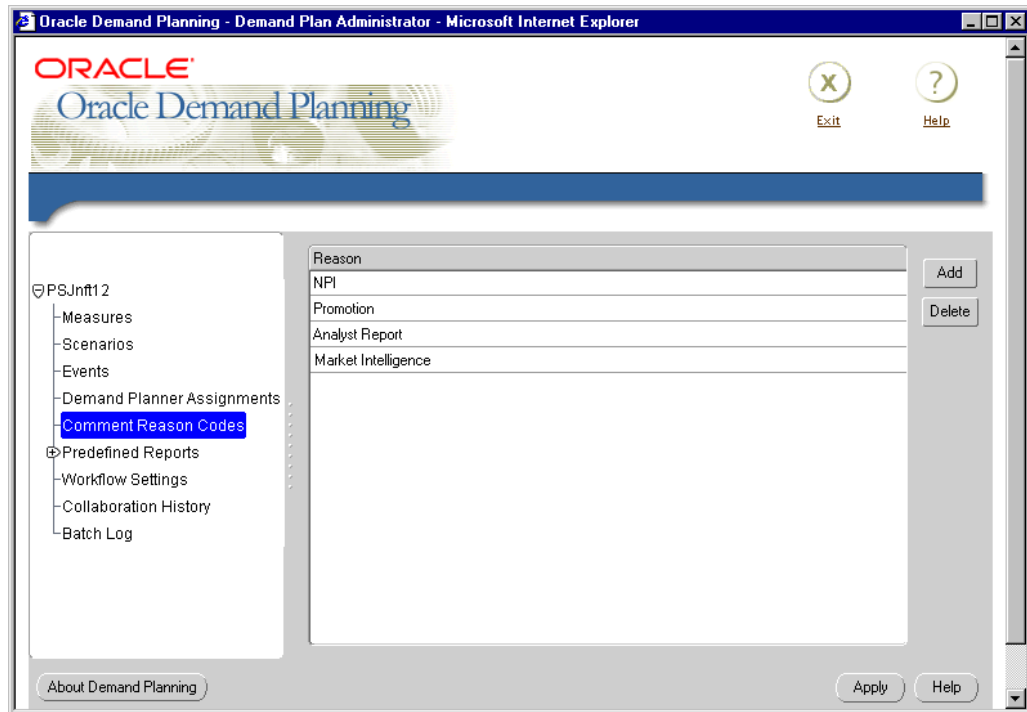 Oracle Demand Planning - Demand Plan Administrator - Microsoft Internet Explorer
ORACLE
Oracle Demand Planning
X
Exit
?
Help
PSJnft12
Measures
Scenarios
Events
Demand Planner Assignments
Comment Reason Codes
Predefined Reports
Workflow Settings
Collaboration History
Batch Log
Reason
NPI
Promotion
Analyst Report
Market Intelligence
Add
Delete
About Demand Planning
Apply
Help